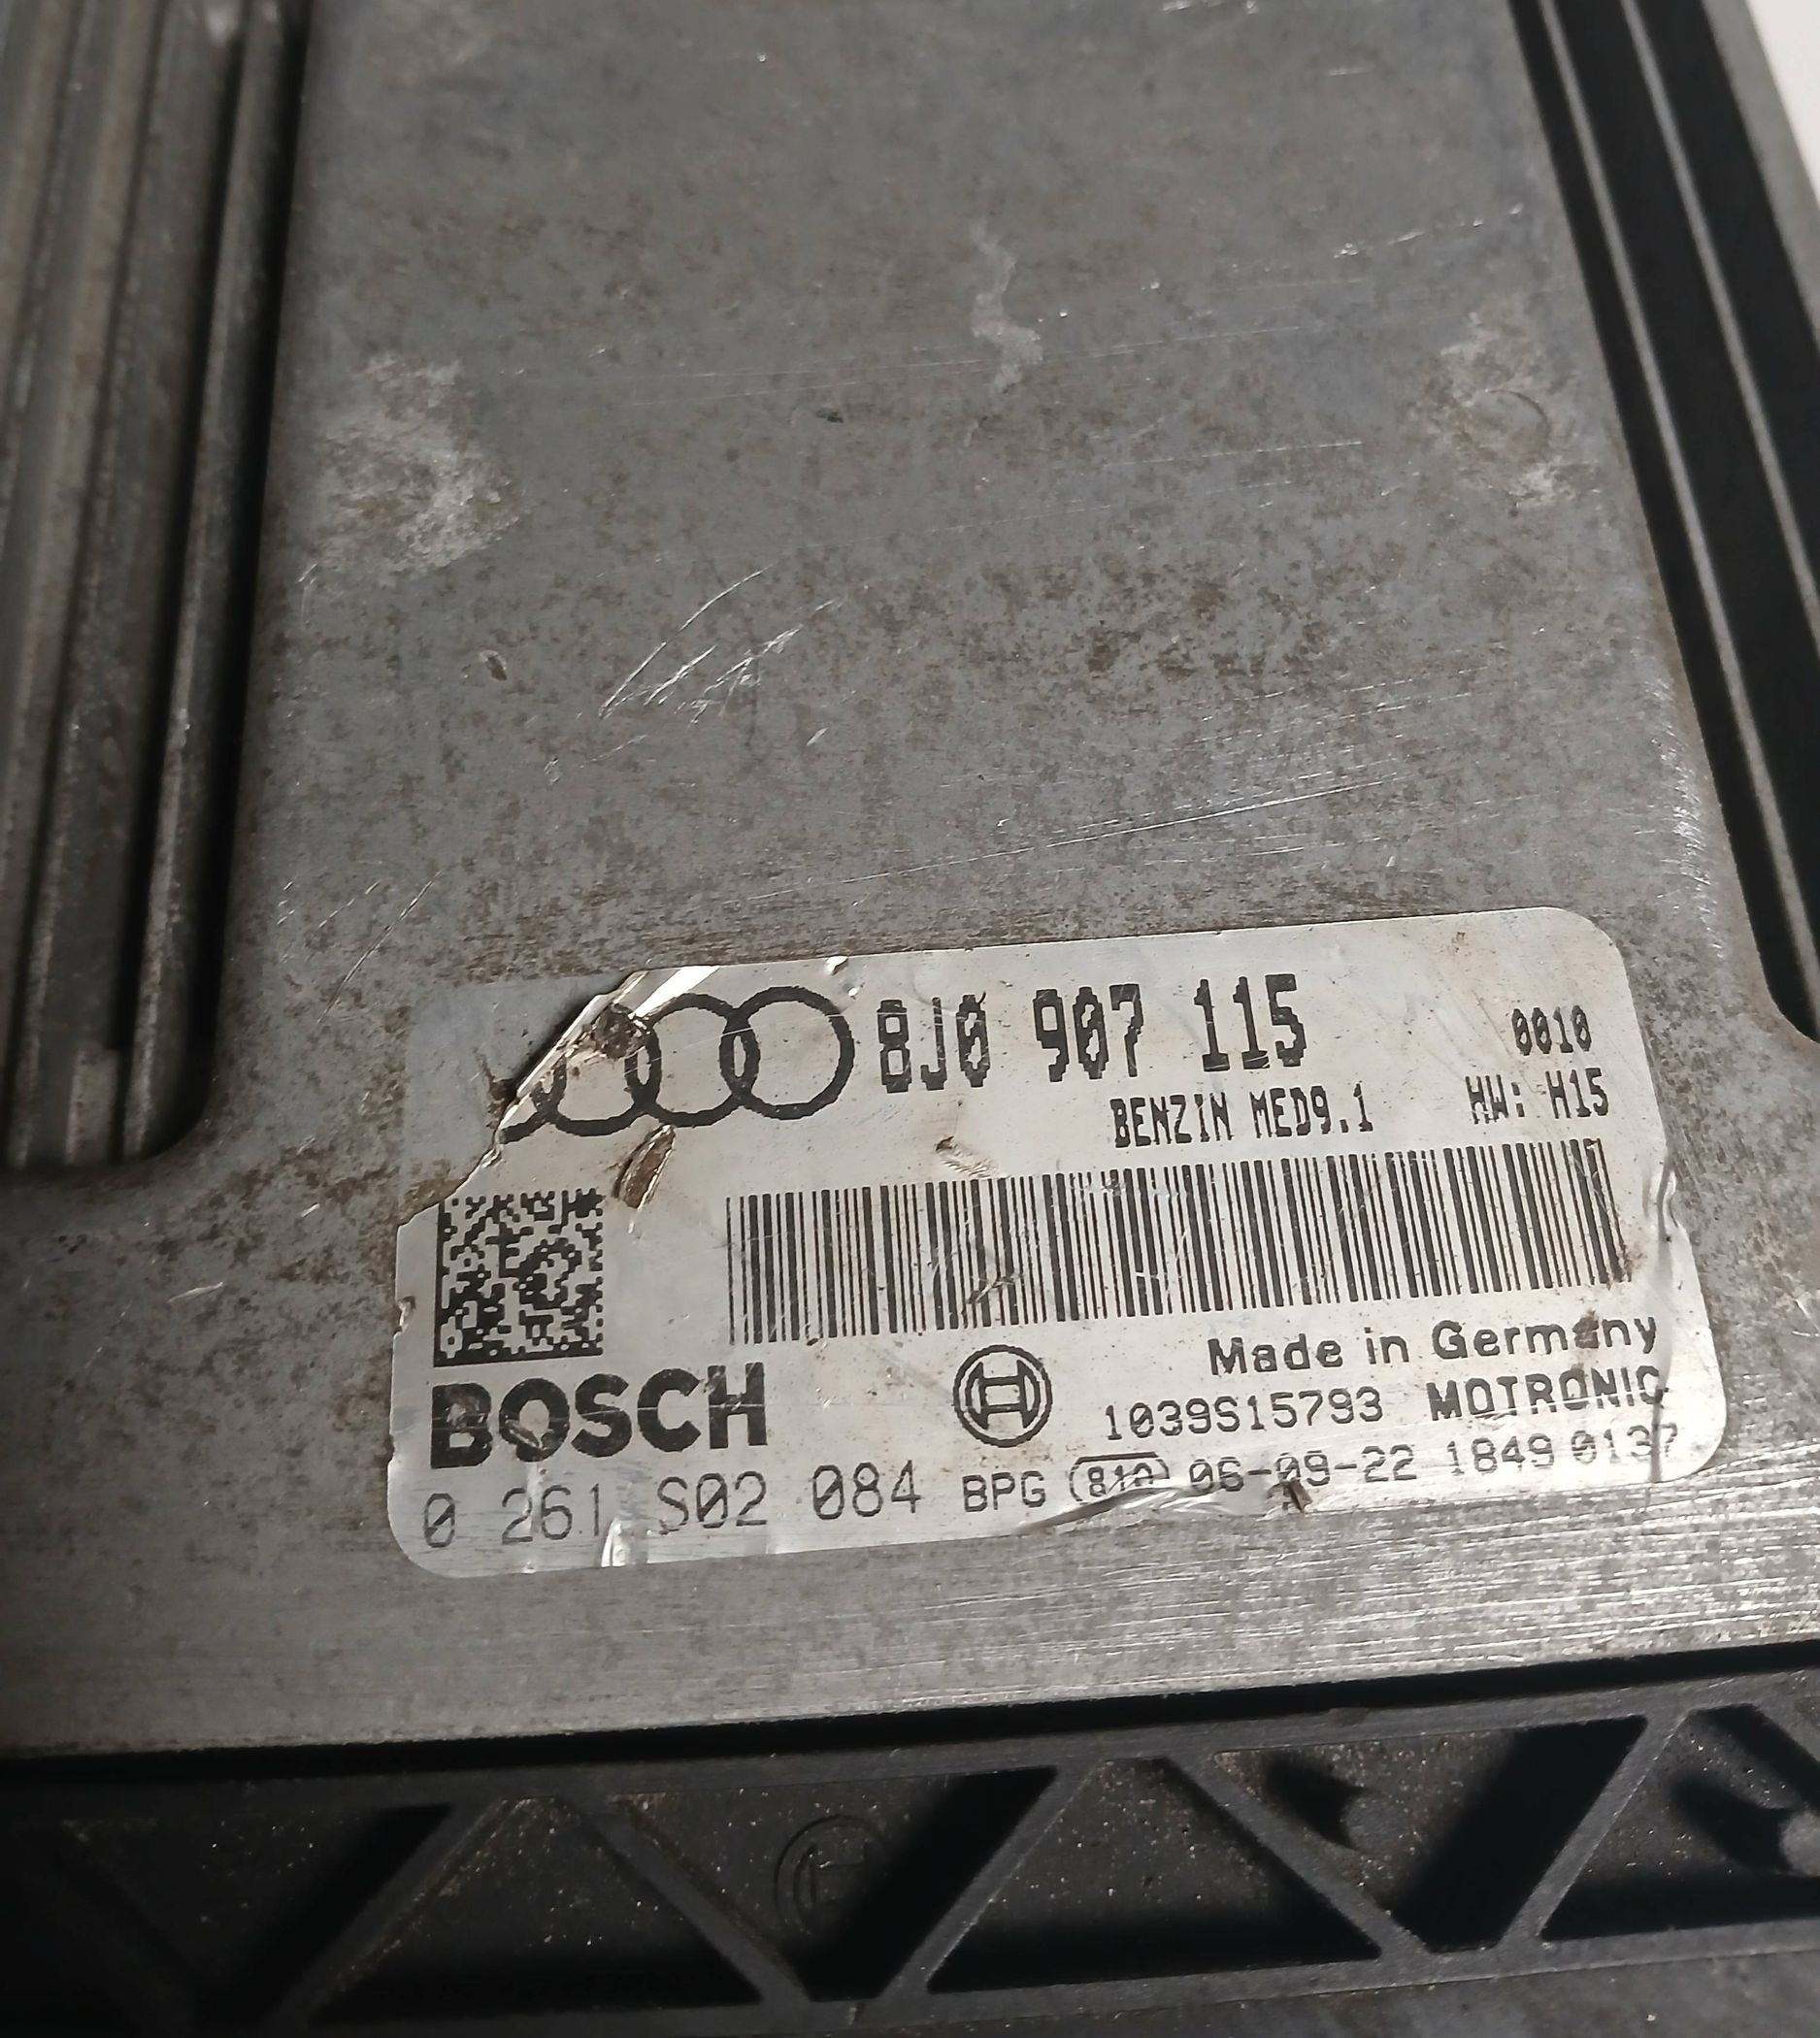 8J0 907 115 0010
BENZIN MED9.1 HW: H15
Made in Germany
BOSCH 1039S15793 MOTRONIC
0 261 S02 084 BPG 810 06-09-22 1849 0137